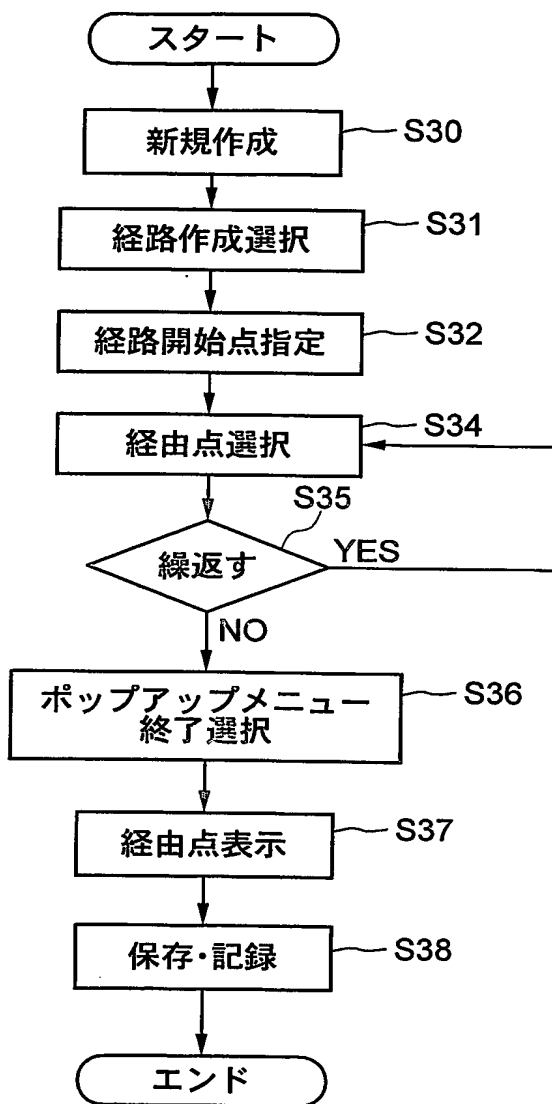 スタート
新規作成
S30
経路作成選択
S31
経路開始点指定
S32
経由点選択
S34
S35
繰返す
YES
NO
ポップアップメニュー
終了選択
S36
経由点表示
S37
保存・記録
S38
エンド